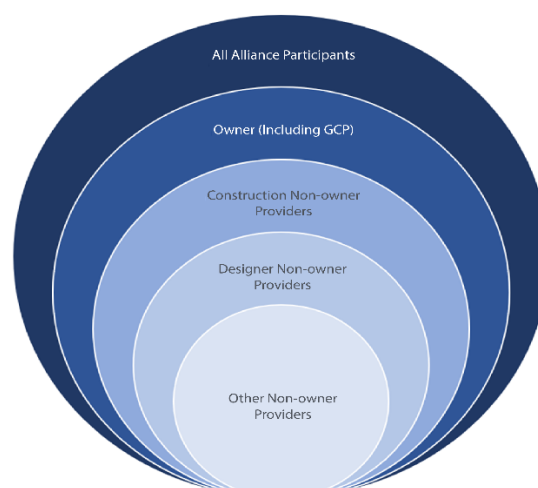 All Alliance Participants
Owner (Including GCP)
Construction Non-owner
Providers
Designer Non-owner
Providers
Other Non-owner
Providers